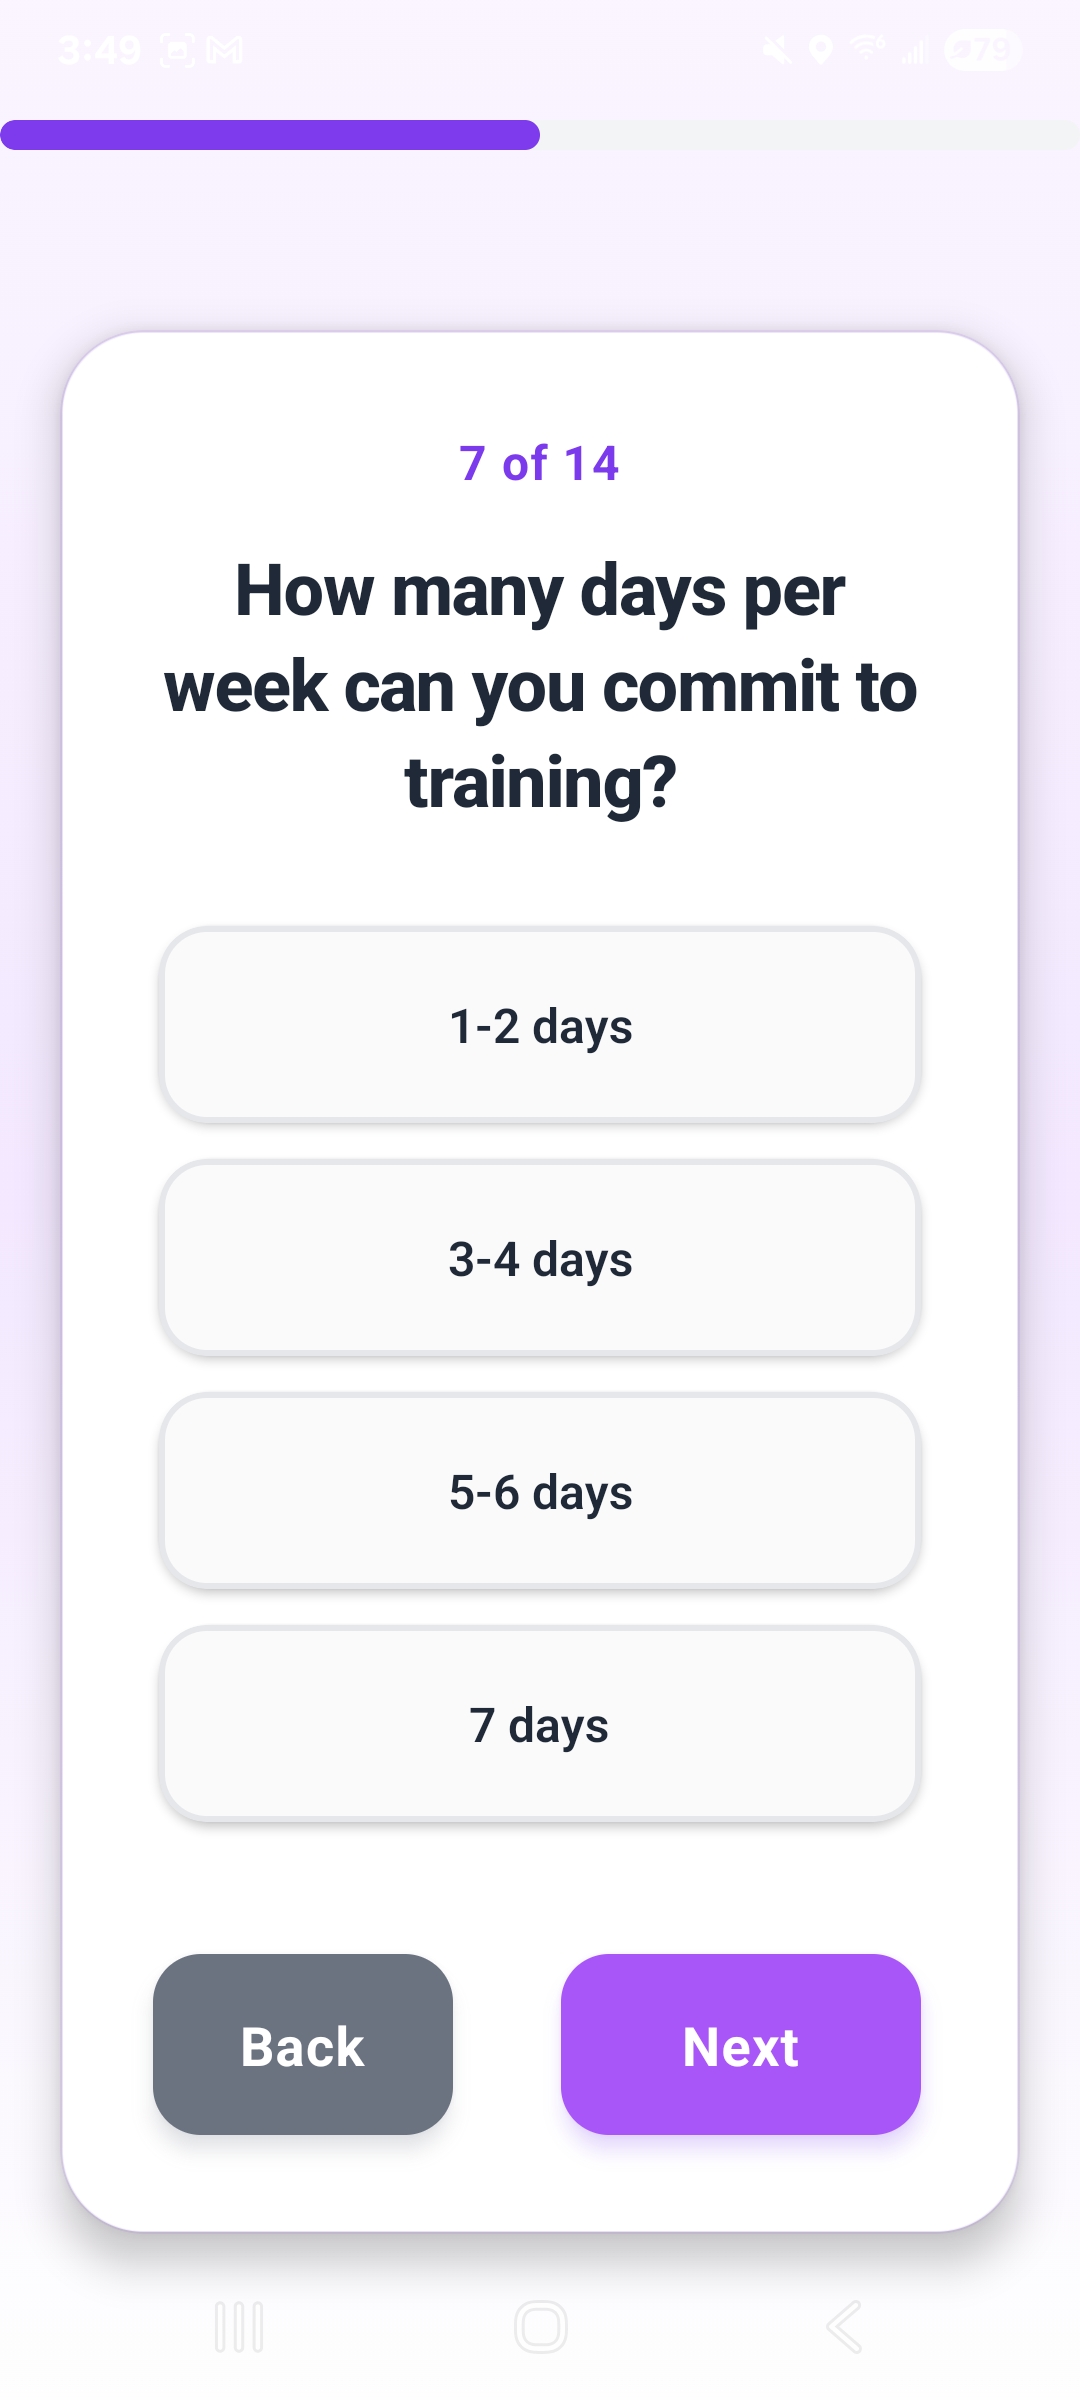 3:49
79
7 of 14
How many days per
week can you commit to
training?
1-2 days
3-4 days
5-6 days
7 days
Back
Next